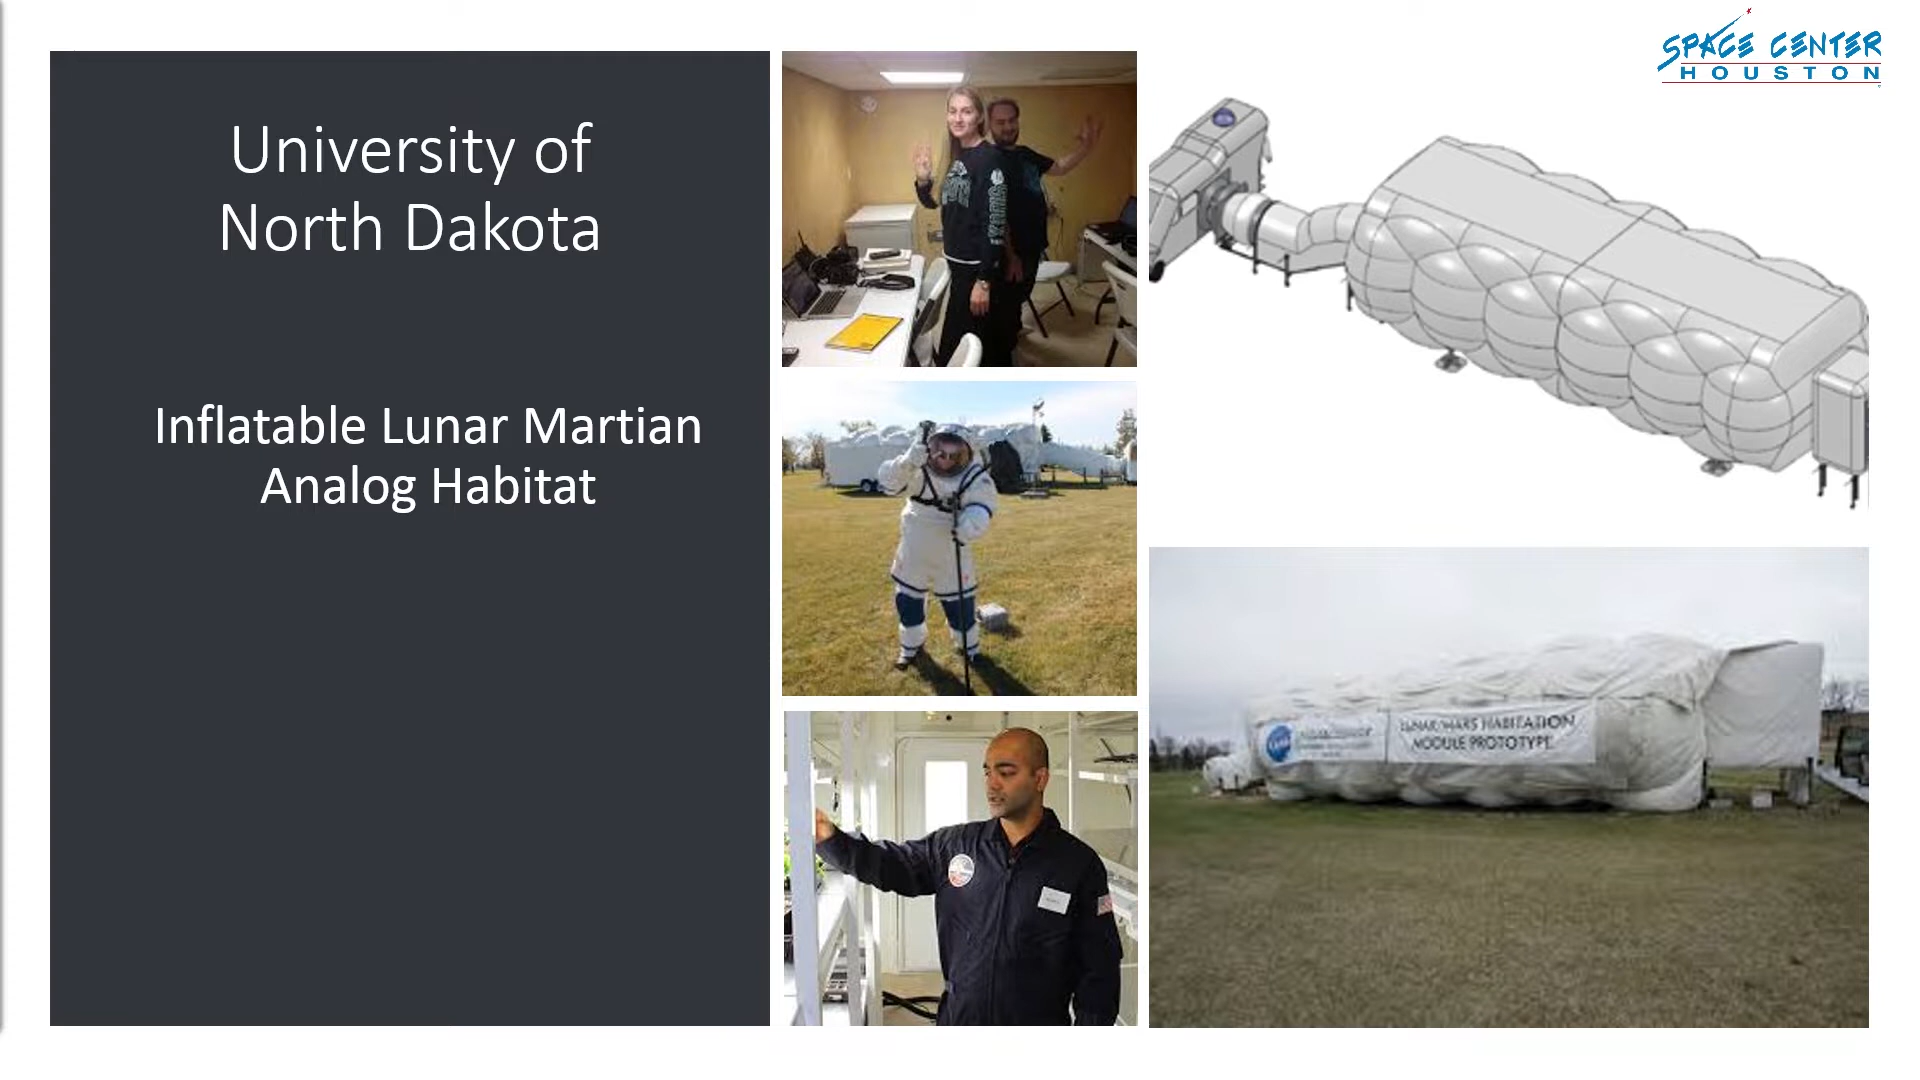 SPACE CENTER
HOUSTON
University of
North Dakota
Inflatable Lunar Martian
Analog Habitat
LUNAR/MARS HABITATION
MODULE PROTOTYPE